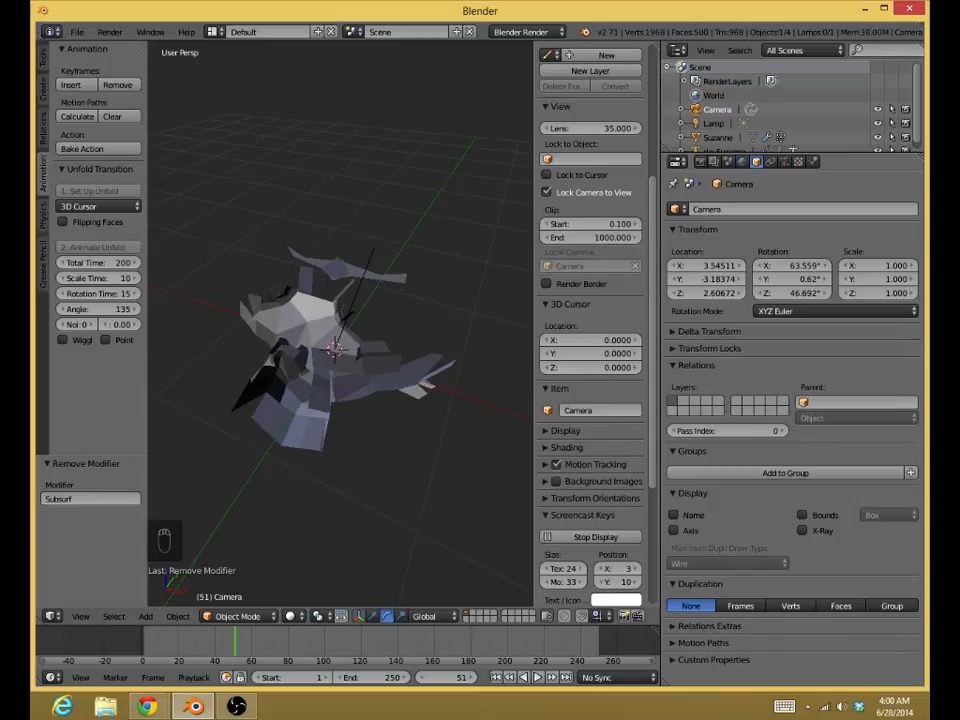 Blender
File Render Window Help Default Scene Blender Render v2.71 | Verts:1968 | Faces:500 | Tris:968 | Objects:1/4 | Lamps:0/1 | Mem:38.00M | Camera
Animation
Keyframes:
Insert Remove
Motion Paths:
Calculate Clear
Action:
Bake Action
Unfold Transition
1. Set Up Unfold
3D Cursor
Flipping Faces
2. Animate Unfold
Total Time: 200
Scale Time: 10
Rotation Time: 15
Angle: 135
Noi: 0 : 0.00
Wiggl Point
Remove Modifier
Modifier
Subsurf
Tools
Create
Relations
Animation
Physics
Grease Pencil
User Persp
Last: Remove Modifier
(51) Camera
New
New Layer
Delete Fra... Convert
View
Lens: 35.000
Lock to Object:
Lock to Cursor
Lock Camera to View
Clip:
Start: 0.100
End: 1000.000
Local Camera:
Camera
Render Border
3D Cursor
Location:
X: 0.0000
Y: 0.0000
Z: 0.0000
Item
Camera
Display
Shading
Motion Tracking
Background Images
Transform Orientations
Screencast Keys
Stop Display
Size: Position:
Tex: 24 X: 3
Mo: 33 Y: 10
Text / Icon ...
View Search All Scenes
Scene
RenderLayers
World
Camera
Lamp
Suzanne
Camera
Camera
Transform
Location: Rotation: Scale:
X: 3.54511 X: 63.559° X: 1.000
Y: -3.18374 Y: 0.62° Y: 1.000
Z: 2.60672 Z: 46.692° Z: 1.000
Rotation Mode: XYZ Euler
Delta Transform
Transform Locks
Relations
Layers: Parent:
Object
Pass Index: 0
Groups
Add to Group
Display
Name Bounds Box
Axis X-Ray
Maximum Dupli Draw Type:
Wire
Duplication
None Frames Verts Faces Group
Relations Extras
Motion Paths
Custom Properties
View Select Add Object Object Mode Global
-40 -20 0 20 40 60 80 100 120 140 160 180 200 220 240 260
View Marker Frame Playback Start: 1 End: 250 51 No Sync
4:00 AM
6/28/2014